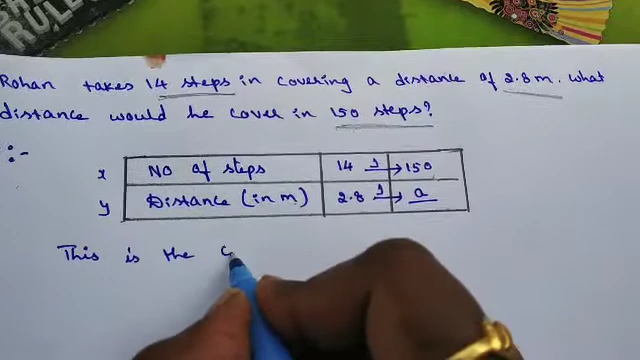 RULE
Rohan takes 14 steps in covering a distance of 2.8 m. What
distance would he cover in 150 steps?
:-
x No of steps 14 → 150
y Distance (in m) 2.8 → a
This is the